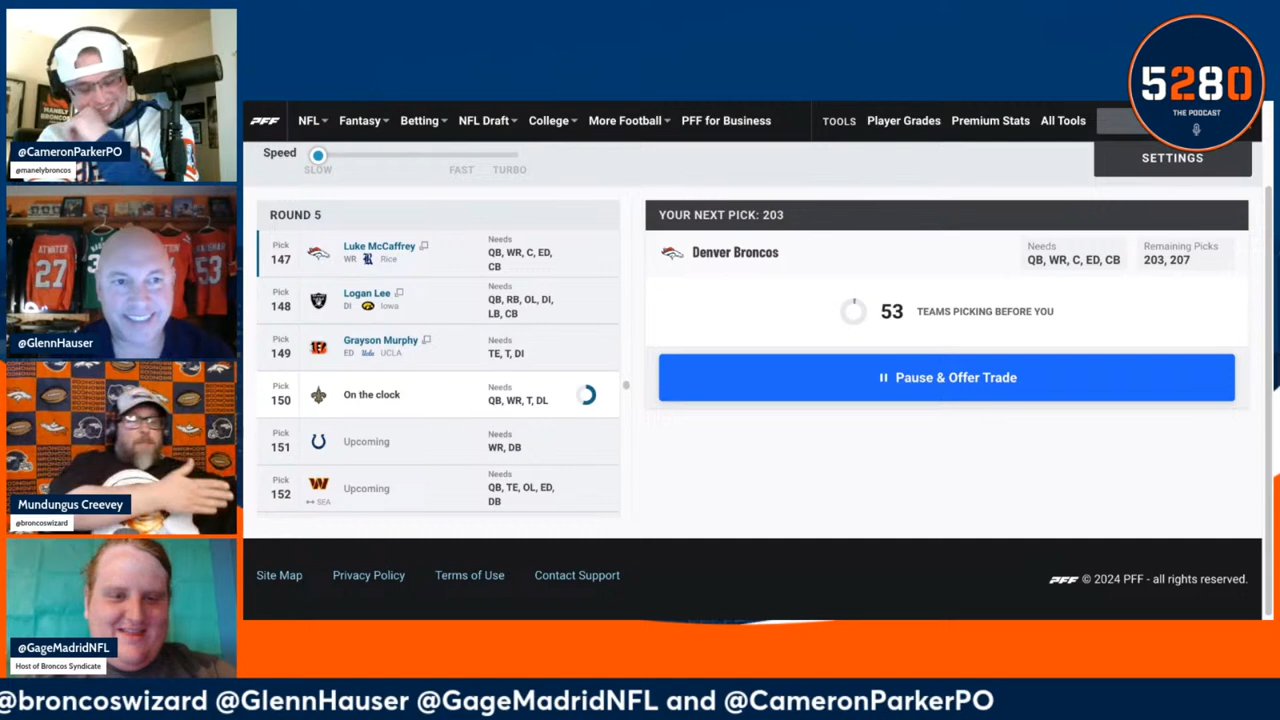 @CameronParkerPO
@manelybroncos
MANELY
BRONCOS
ATWATER
27
53
@GlennHauser
Mundungus Creevey
@broncoswizard
@GageMadridNFL
Host of Broncos Syndicate
5280
THE PODCAST
PFF NFL Fantasy Betting NFL Draft College More Football PFF for Business TOOLS Player Grades Premium Stats All Tools
Speed
SLOW FAST TURBO
SETTINGS
ROUND 5
Pick 147
Luke McCaffrey
WR Rice
Needs
QB, WR, C, ED,
CB
Pick 148
Logan Lee
DI Iowa
Needs
QB, RB, OL, DI,
LB, CB
Pick 149
Grayson Murphy
ED UCLA
Needs
TE, T, DI
Pick 150
On the clock
Needs
QB, WR, T, DL
Pick 151
Upcoming
Needs
WR, DB
Pick 152
SEA
Upcoming
Needs
QB, TE, OL, ED,
DB
YOUR NEXT PICK: 203
Denver Broncos
Needs
QB, WR, C, ED, CB
Remaining Picks
203, 207
53 TEAMS PICKING BEFORE YOU
Pause & Offer Trade
Site Map Privacy Policy Terms of Use Contact Support
PFF © 2024 PFF - all rights reserved.
@broncoswizard @GlennHauser @GageMadridNFL and @CameronParkerPO